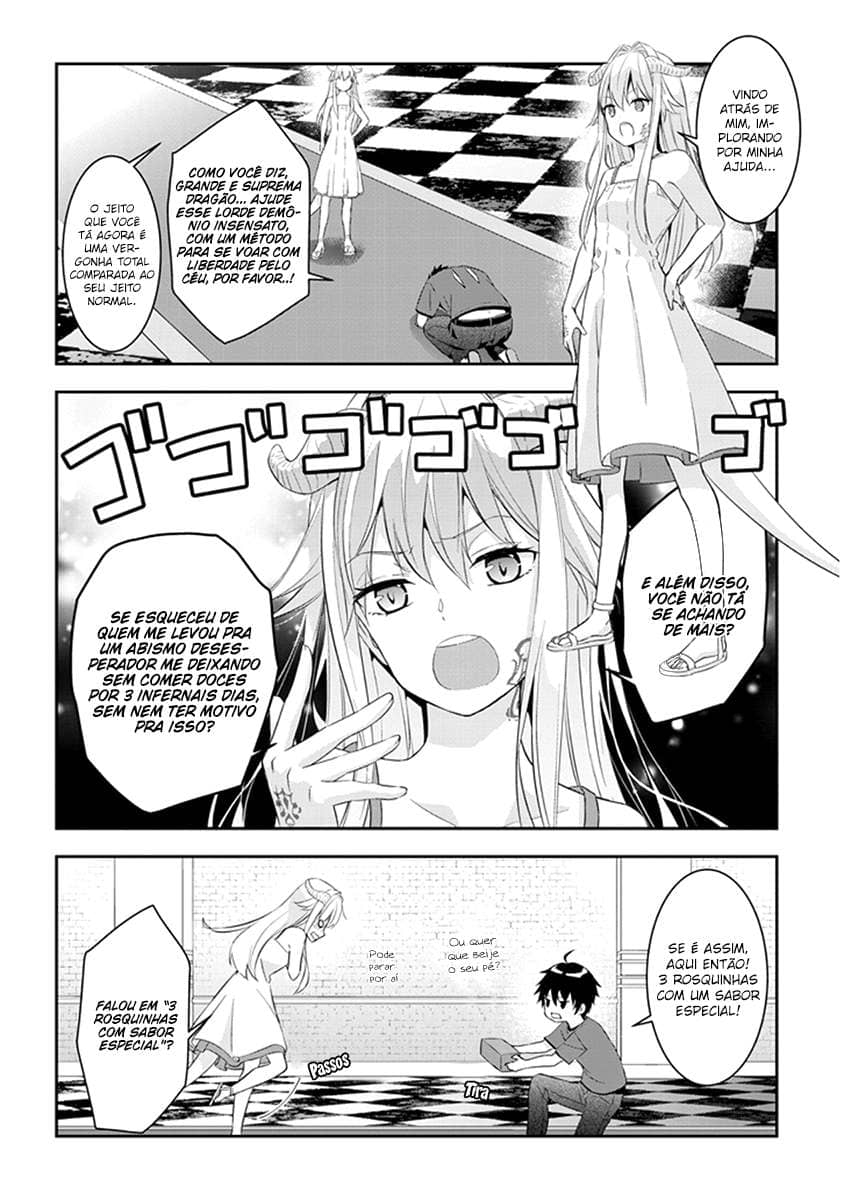 VINDO
ATRÁS DE
MIM, IM-
PLORANDO
POR MINHA
AJUDA...
COMO VOCÊ DIZ,
GRANDE E SUPREMA
DRAGÃO... AJUDE
ESSE LORDE DEMÔ-
NIO INSENSATO,
COM UM MÉTODO
PARA SE VOAR COM
LIBERDADE PELO
CÉU, POR FAVOR..!
O JEITO
QUE VOCÊ
TÁ AGORA É
UMA VER-
GONHA TOTAL
COMPARADA AO
SEU JEITO
NORMAL.
ゴゴゴゴゴゴ ゴ
E ALÉM DISSO,
VOCÊ NÃO TÁ
SE ACHANDO
DE MAIS?
SE ESQUECEU DE
QUEM ME LEVOU PRA
UM ABISMO DESES-
PERADOR ME DEIXANDO
SEM COMER DOCES
POR 3 INFERNAIS DIAS,
SEM NEM TER MOTIVO
PRA ISSO?
SE É ASSIM,
AQUI ENTÃO!
3 ROSQUINHAS
COM UM SABOR
ESPECIAL!
Ou quer
que beije
o seu pé?
Pode
parar
por aí
FALOU EM "3
ROSQUINHAS
COM SABOR
ESPECIAL"?
Tira
Passos